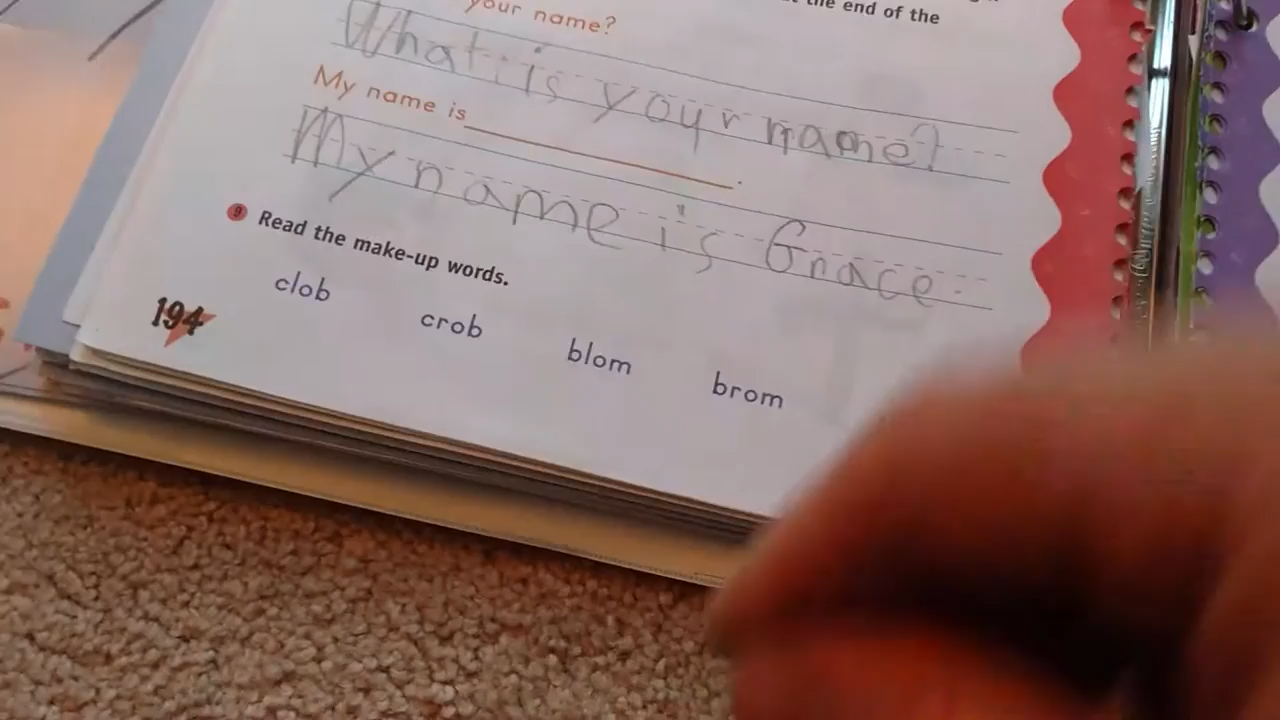 the end of the
your name?
What is your name?
My name is
My name is Grace.
9 Read the make-up words.
clob crob blom brom
194